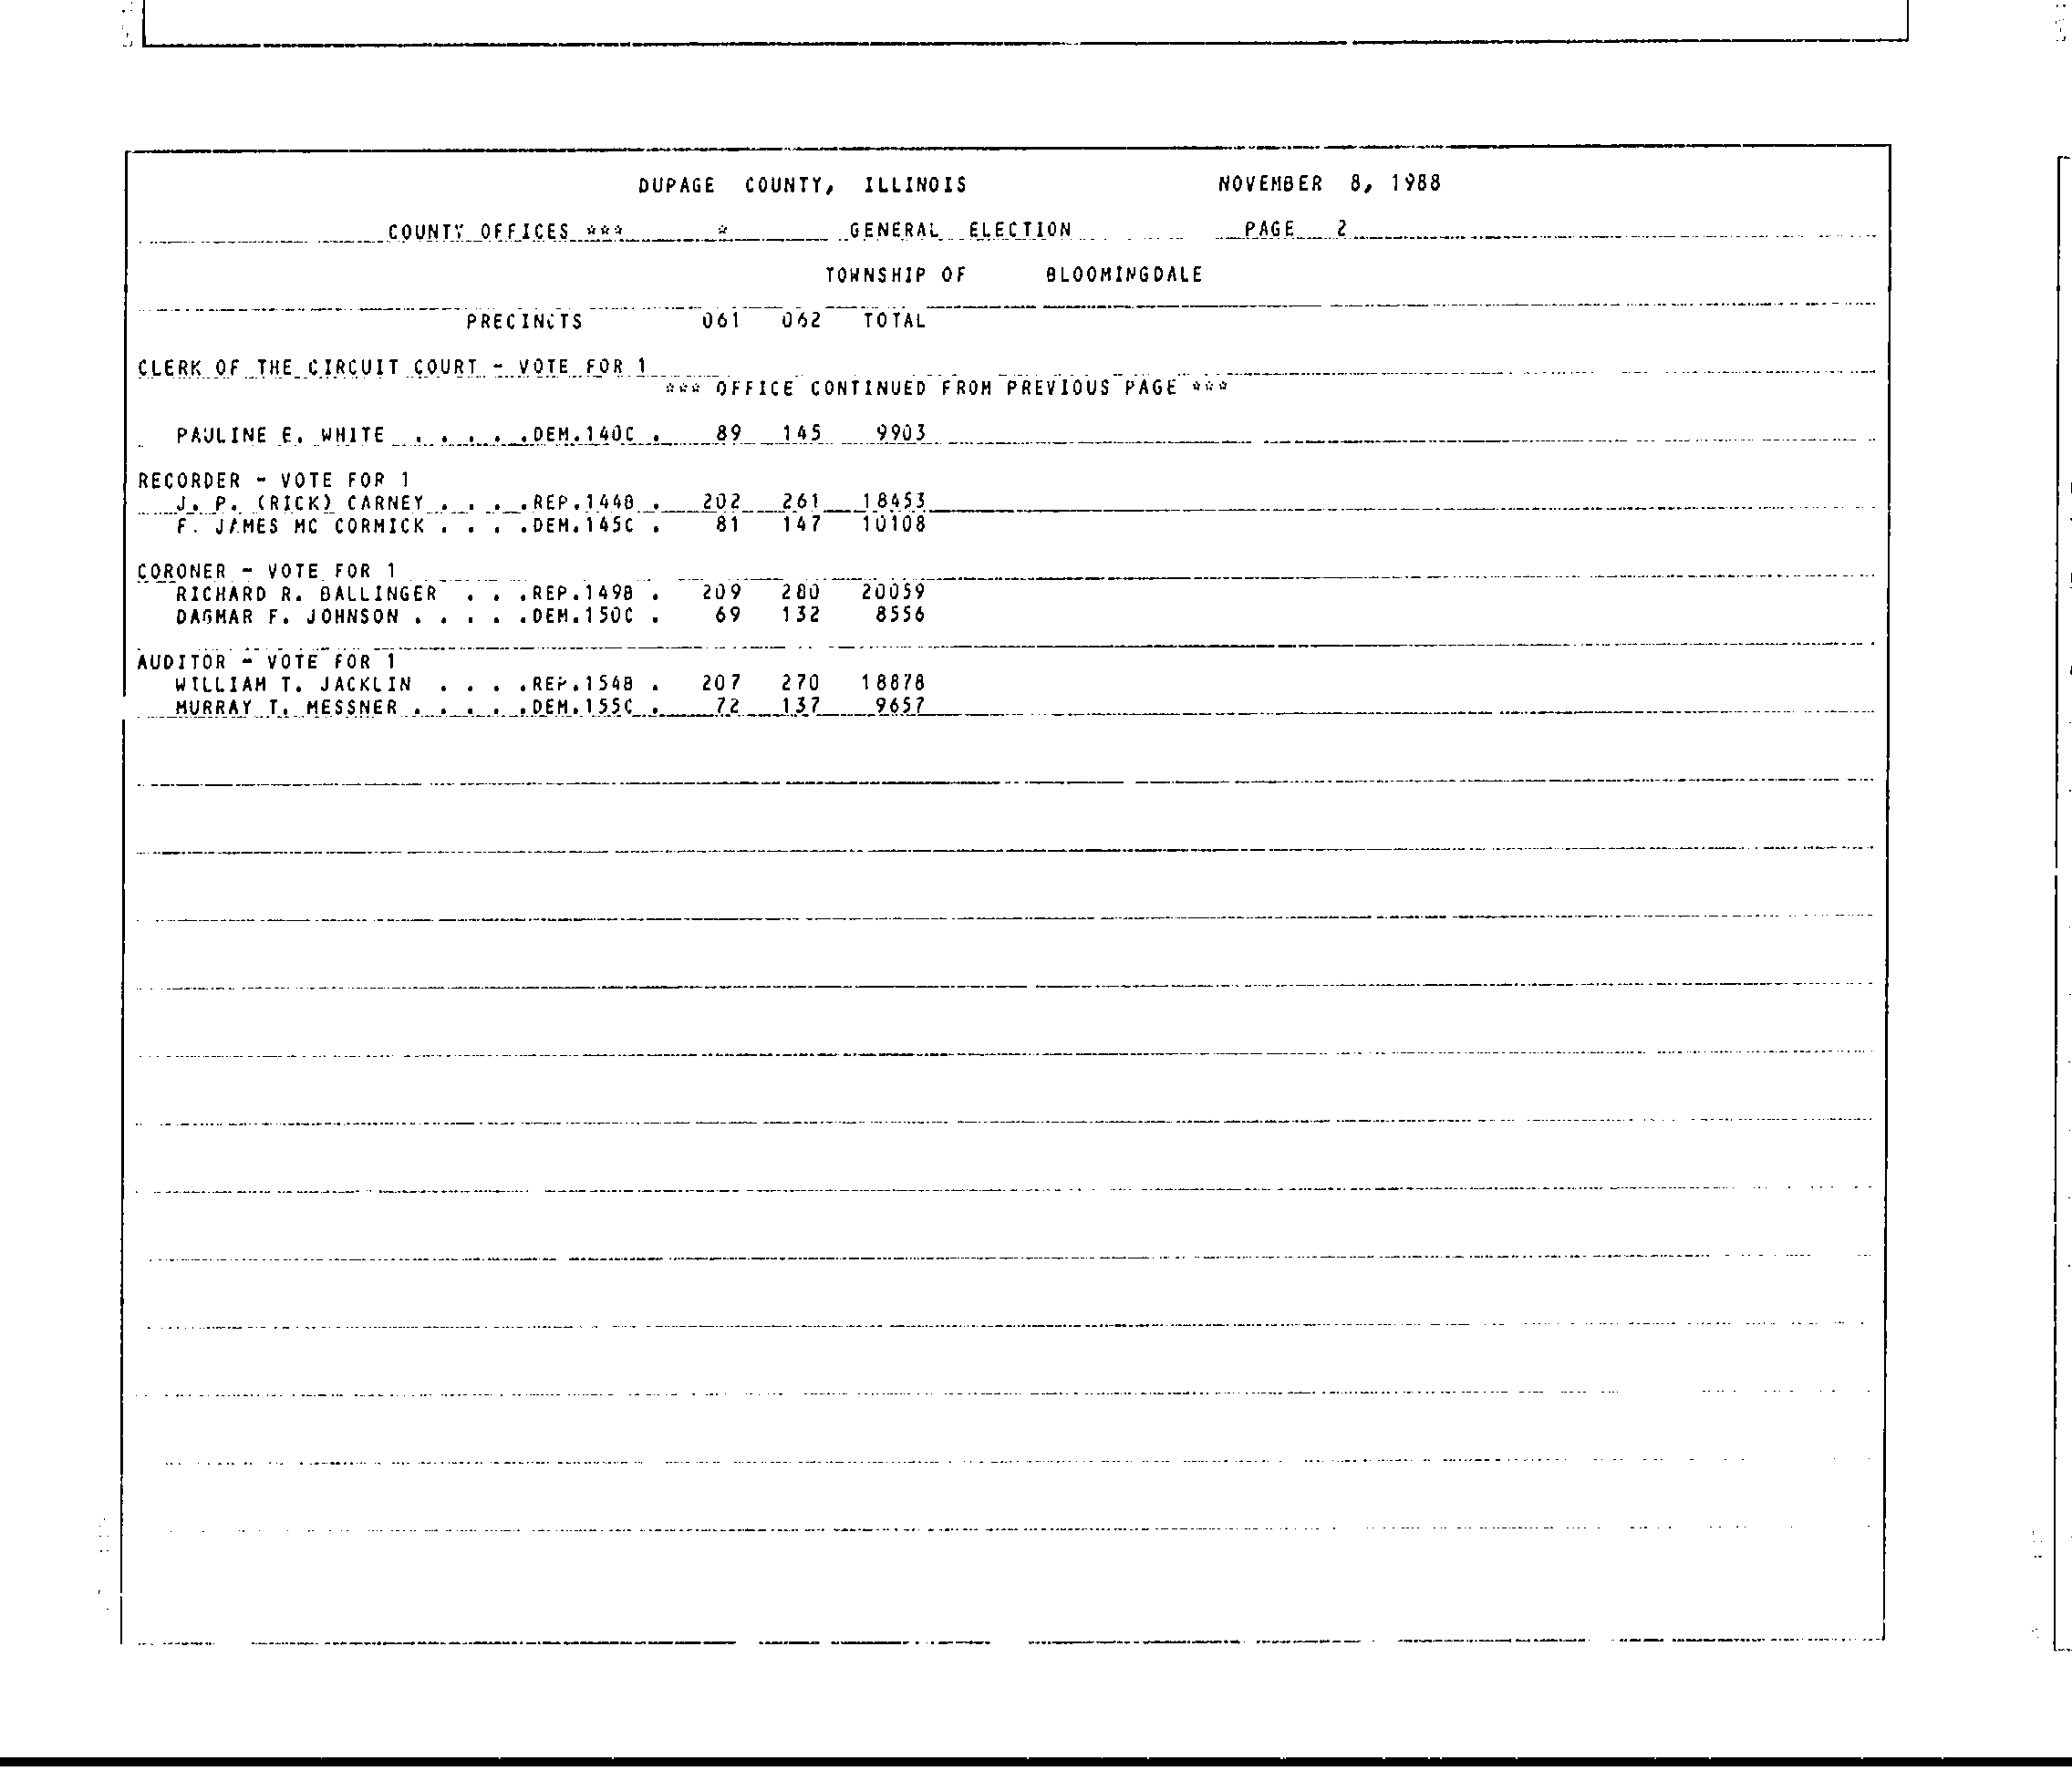 DUPAGE COUNTY, ILLINOIS NOVEMBER 8, 1988
COUNTY OFFICES *** * GENERAL ELECTION PAGE 2
TOWNSHIP OF BLOOMINGDALE
PRECINCTS 061 062 TOTAL
CLERK OF THE CIRCUIT COURT - VOTE FOR 1
*** OFFICE CONTINUED FROM PREVIOUS PAGE ***
PAULINE E. WHITE . . . . .DEM.140C . 89 145 9903
RECORDER - VOTE FOR 1
J. P. (RICK) CARNEY . . . .REP.144B . 202 261 18453
F. JAMES MC CORMICK . . . .DEM.145C . 81 147 10108
CORONER - VOTE FOR 1
RICHARD R. BALLINGER . . .REP.149B . 209 280 20059
DAGMAR F. JOHNSON . . . . .DEM.150C . 69 132 8556
AUDITOR - VOTE FOR 1
WILLIAM T. JACKLIN . . . .REP.154B . 207 270 18878
MURRAY T. MESSNER . . . . .DEM.155C . 72 137 9657